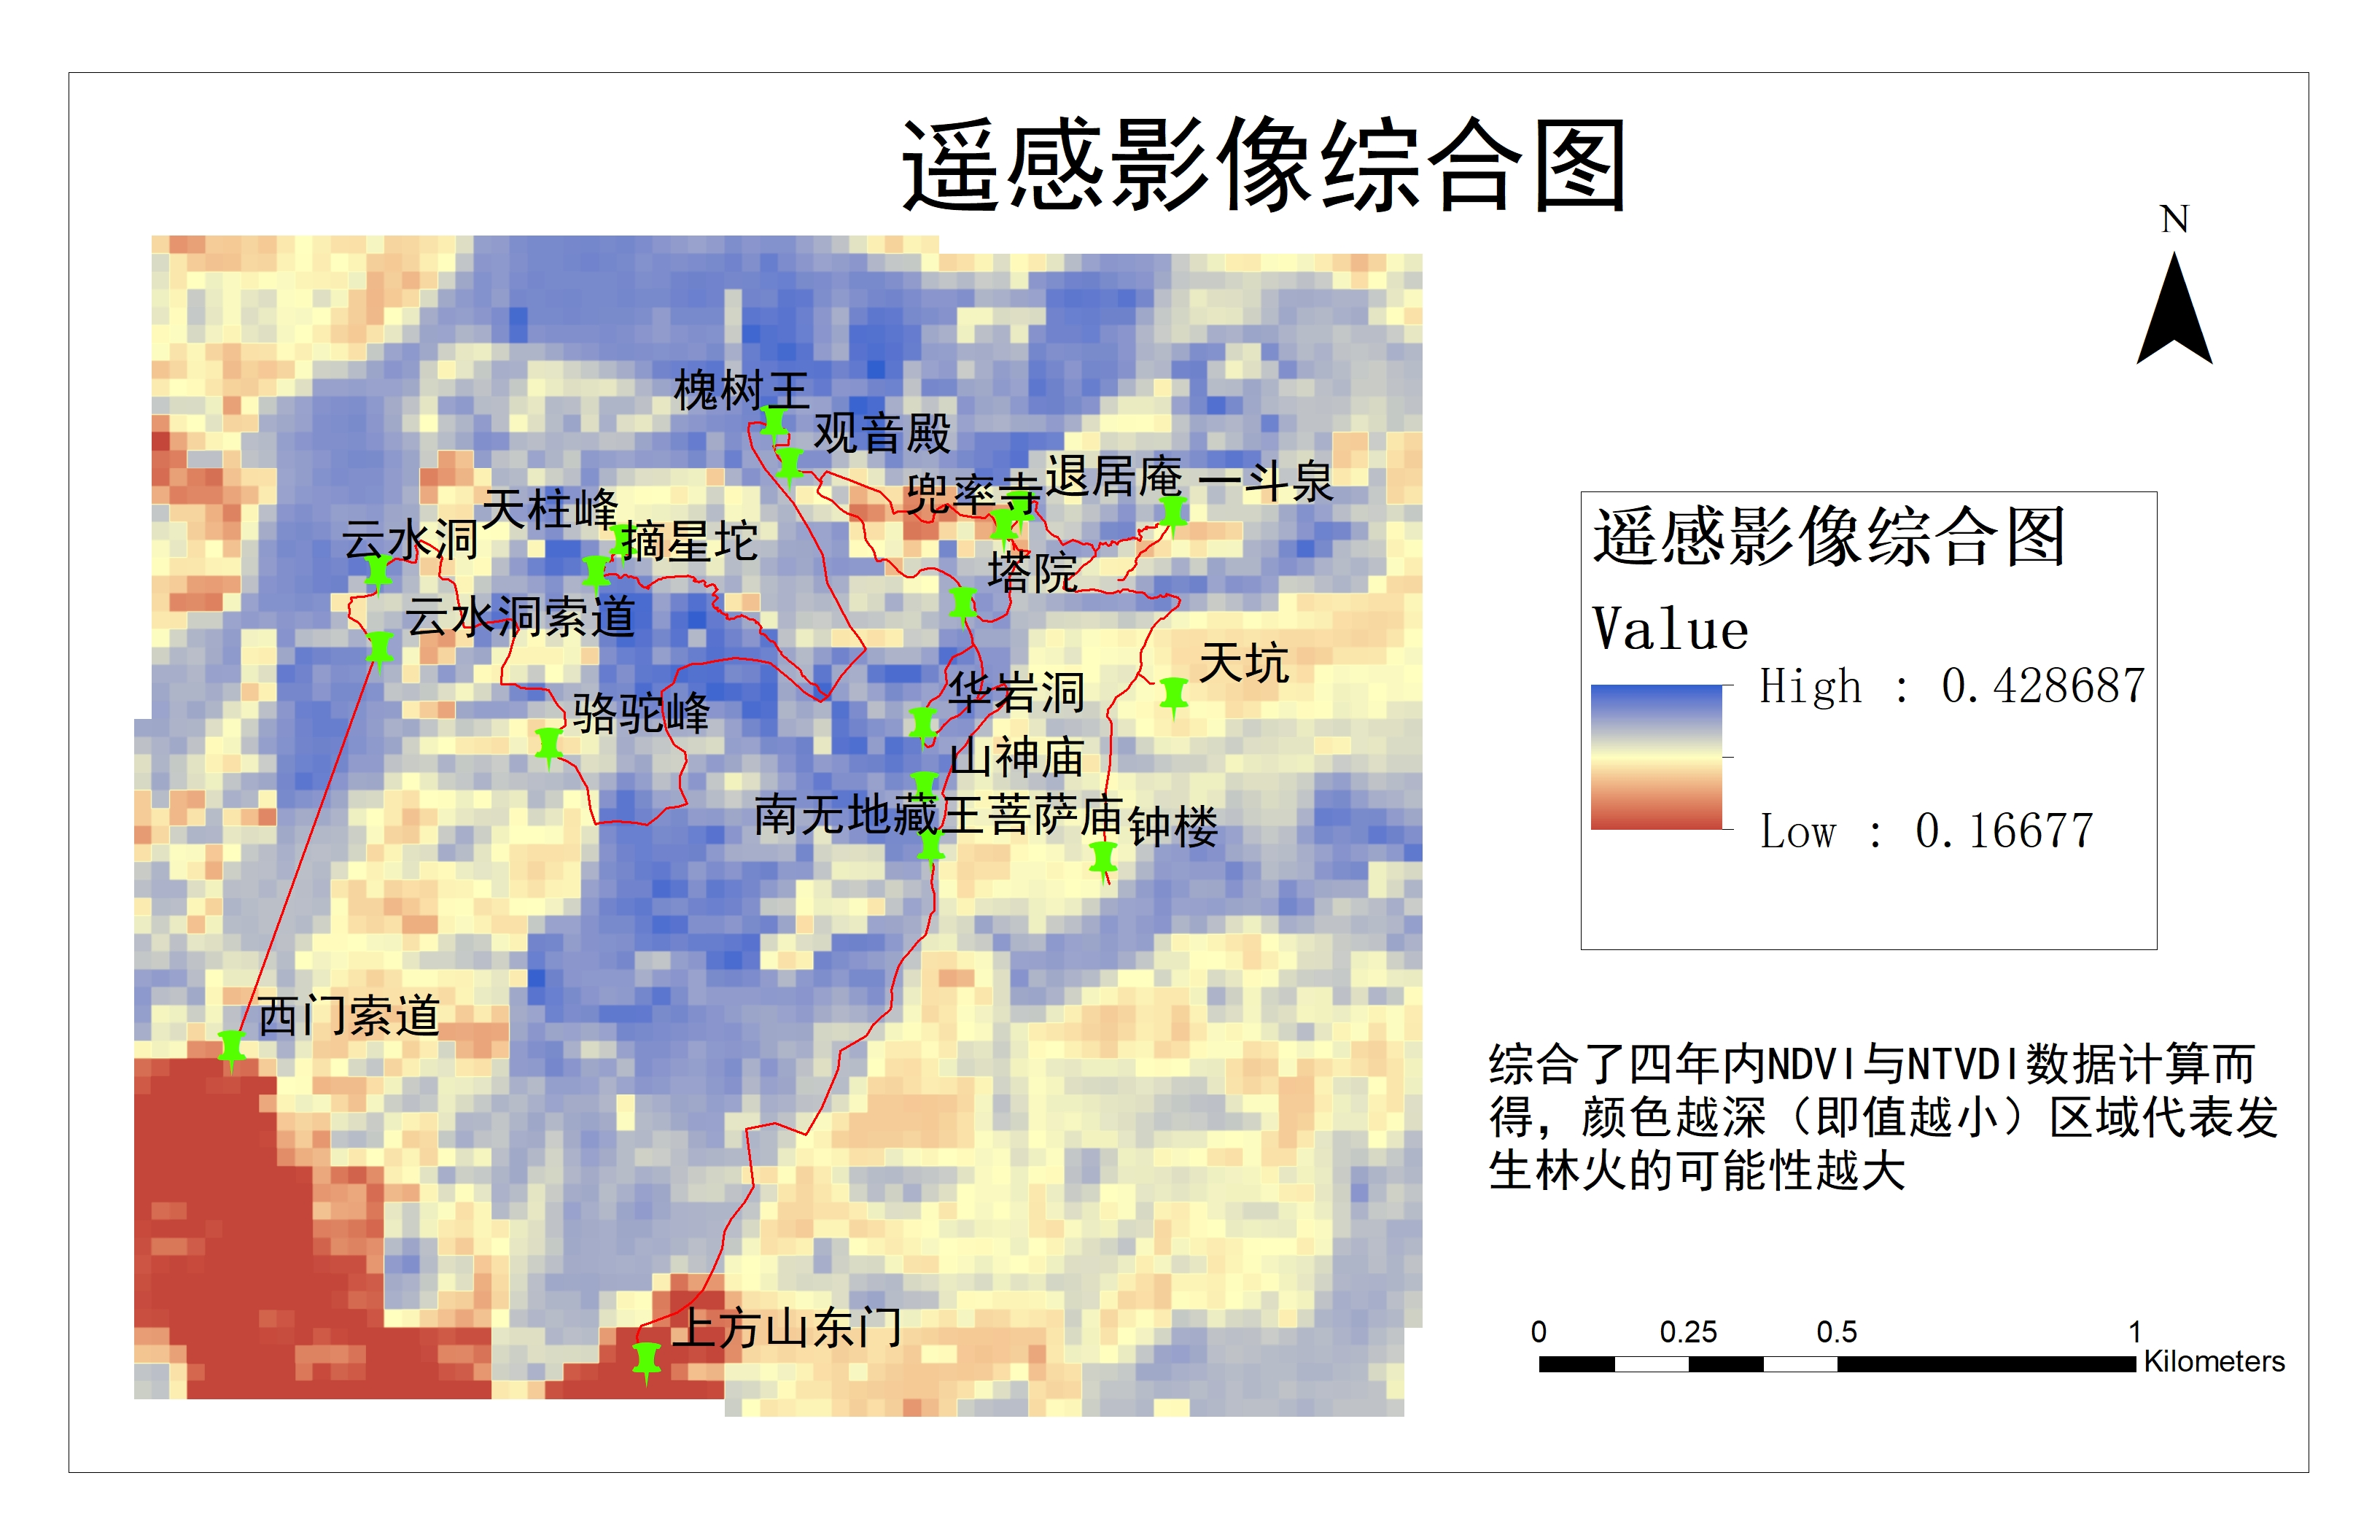 遥感影像综合图
N
槐树王
观音殿
兜率寺
退居庵
一斗泉
天柱峰
云水洞
摘星坨
塔院
云水洞索道
天坑
华岩洞
骆驼峰
山神庙
南无地藏王菩萨庙
钟楼
西门索道
上方山东门
遥感影像综合图
Value
High : 0.428687
Low : 0.16677
综合了四年内NDVI与NTVDI数据计算而
得，颜色越深（即值越小）区域代表发
生林火的可能性越大
0 0.25 0.5 1
Kilometers